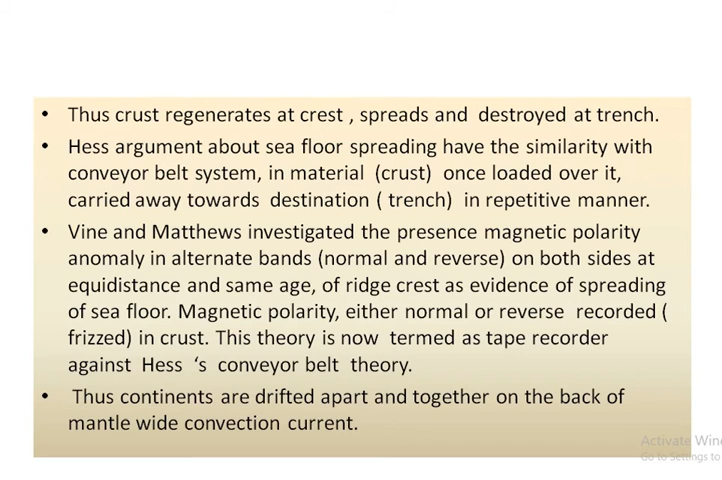 • Thus crust regenerates at crest , spreads and destroyed at trench.
• Hess argument about sea floor spreading have the similarity with
conveyor belt system, in material (crust) once loaded over it,
carried away towards destination ( trench) in repetitive manner.
• Vine and Matthews investigated the presence magnetic polarity
anomaly in alternate bands (normal and reverse) on both sides at
equidistance and same age, of ridge crest as evidence of spreading
of sea floor. Magnetic polarity, either normal or reverse recorded (
frizzed) in crust. This theory is now termed as tape recorder
against Hess ‘s conveyor belt theory.
• Thus continents are drifted apart and together on the back of
mantle wide convection current.
Activate Win
Go to Settings to